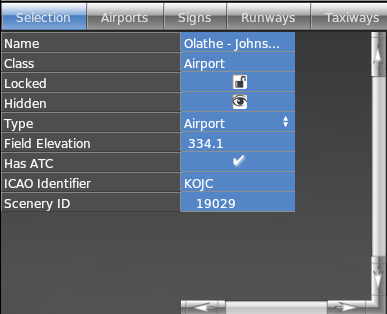 Selection Airports Signs Runways Taxiways
Name Olathe - Johns...
Class Airport
Locked
Hidden
Type Airport
Field Elevation 334.1
Has ATC
ICAO Identifier KOJC
Scenery ID 19029